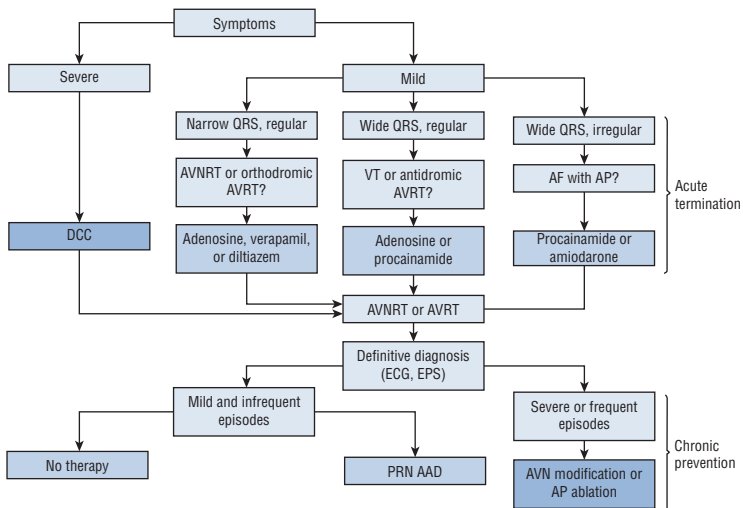 Symptoms
Severe
Mild
Narrow QRS, regular
Wide QRS, regular
Wide QRS, irregular
AVNRT or orthodromic
AVRT?
VT or antidromic
AVRT?
AF with AP?
Acute
termination
DCC
Adenosine, verapamil,
or diltiazem
Adenosine or
procainamide
Procainamide or
amiodarone
AVNRT or AVRT
Definitive diagnosis
(ECG, EPS)
Mild and infrequent
episodes
Severe or frequent
episodes
Chronic
prevention
No therapy
PRN AAD
AVN modification or
AP ablation